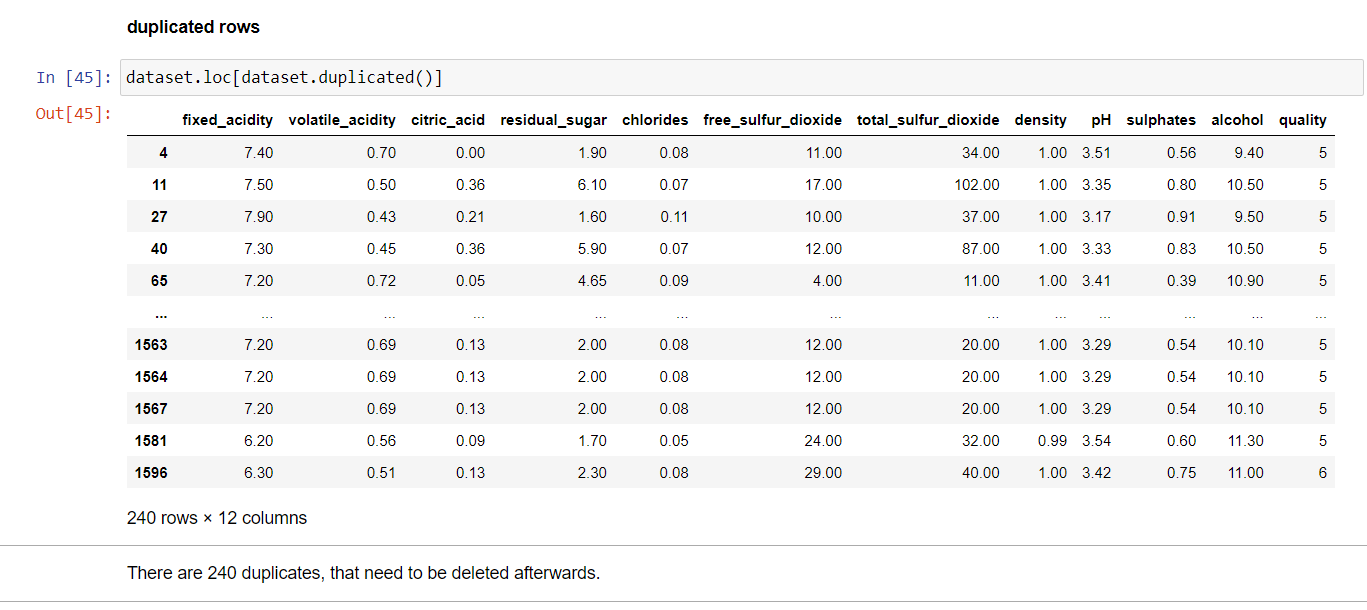 duplicated rows
In [45]: dataset.loc[dataset.duplicated()]
Out[45]:
fixed_acidity volatile_acidity citric_acid residual_sugar chlorides free_sulfur_dioxide total_sulfur_dioxide density pH sulphates alcohol quality
4 7.40 0.70 0.00 1.90 0.08 11.00 34.00 1.00 3.51 0.56 9.40 5
11 7.50 0.50 0.36 6.10 0.07 17.00 102.00 1.00 3.35 0.80 10.50 5
27 7.90 0.43 0.21 1.60 0.11 10.00 37.00 1.00 3.17 0.91 9.50 5
40 7.30 0.45 0.36 5.90 0.07 12.00 87.00 1.00 3.33 0.83 10.50 5
65 7.20 0.72 0.05 4.65 0.09 4.00 11.00 1.00 3.41 0.39 10.90 5
... ... ... ... ... ... ... ... ... ... ... ... ...
1563 7.20 0.69 0.13 2.00 0.08 12.00 20.00 1.00 3.29 0.54 10.10 5
1564 7.20 0.69 0.13 2.00 0.08 12.00 20.00 1.00 3.29 0.54 10.10 5
1567 7.20 0.69 0.13 2.00 0.08 12.00 20.00 1.00 3.29 0.54 10.10 5
1581 6.20 0.56 0.09 1.70 0.05 24.00 32.00 0.99 3.54 0.60 11.30 5
1596 6.30 0.51 0.13 2.30 0.08 29.00 40.00 1.00 3.42 0.75 11.00 6
240 rows × 12 columns
There are 240 duplicates, that need to be deleted afterwards.